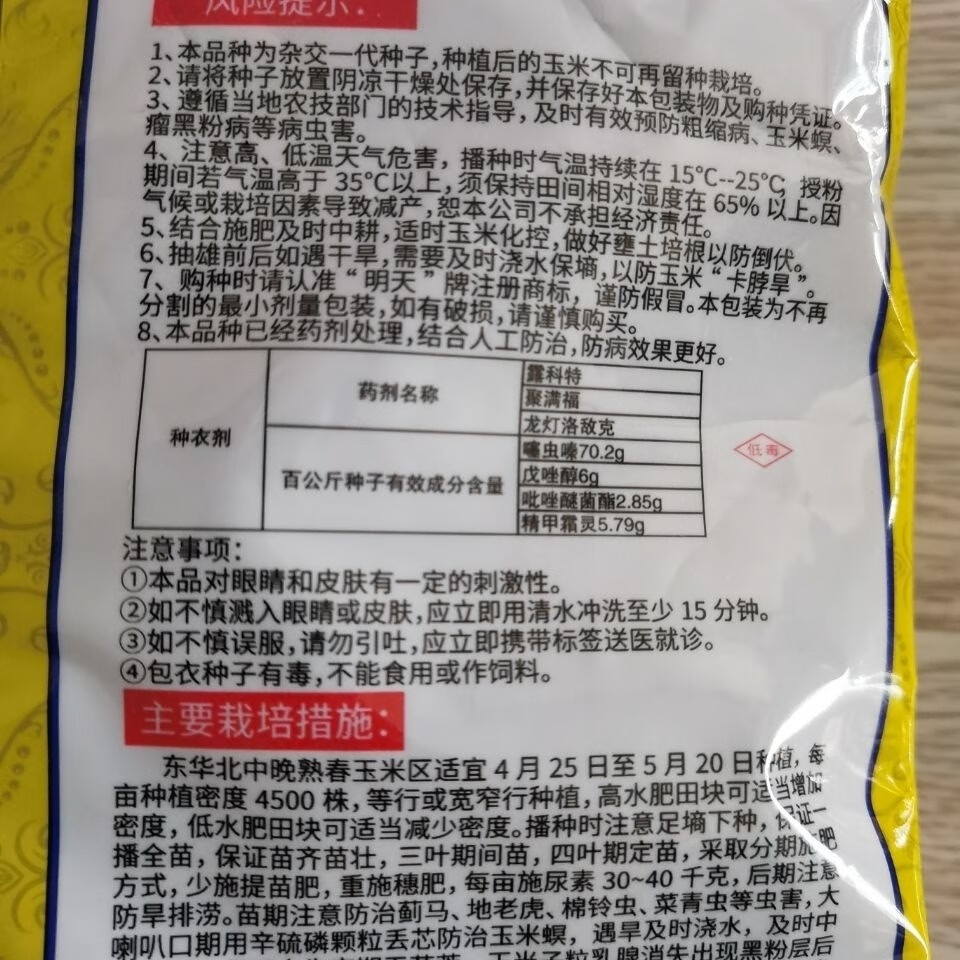 风险提示：
1、本品种为杂交一代种子,种植后的玉米不可再留种栽培。
2、请将种子放置阴凉干燥处保存,并保存好本包装物及购种凭证。
3、遵循当地农技部门的技术指导，及时有效预防粗缩病、玉米螟、
瘤黑粉病等病虫害。
4、注意高、低温天气危害，播种时气温持续在 15℃--25℃，授粉
期间若气温高于 35℃以上,须保持田间相对湿度在 65% 以上。因
气候或栽培因素导致减产,恕本公司不承担经济责任。
5、结合施肥及时中耕,适时玉米化控,做好壅土培根以防倒伏。
6、抽雄前后如遇干旱,需要及时浇水保墒,以防玉米“卡脖旱”。
7、购种时请认准“明天”牌注册商标，谨防假冒。本包装为不再
分割的最小剂量包装,如有破损,请谨慎购买。
8、本品种已经药剂处理,结合人工防治,防病效果更好。
种衣剂
药剂名称
露科特
聚满福
龙灯洛敌克
百公斤种子有效成分含量
噻虫嗪70.2g
戊唑醇6g
吡唑醚菌酯2.85g
精甲霜灵5.79g
低毒
注意事项：
①本品对眼睛和皮肤有一定的刺激性。
②如不慎溅入眼睛或皮肤,应立即用清水冲洗至少 15 分钟。
③如不慎误服,请勿引吐,应立即携带标签送医就诊。
④包衣种子有毒,不能食用或作饲料。
主要栽培措施：
东华北中晚熟春玉米区适宜 4 月 25 日至 5 月 20 日种植，每
亩种植密度 4500 株，等行或宽窄行种植，高水肥田块可适当增加
密度，低水肥田块可适当减少密度。播种时注意足墒下种，保证一
播全苗，保证苗齐苗壮，三叶期间苗，四叶期定苗，采取分期施肥
方式，少施提苗肥，重施穗肥，每亩施尿素 30~40 千克，后期注意
防旱排涝。苗期注意防治蓟马、地老虎、棉铃虫、菜青虫等虫害，大
喇叭口期用辛硫磷颗粒丢芯防治玉米螟，遇旱及时浇水，及时中
玉米子粒乳腺消失出现黑粉层后